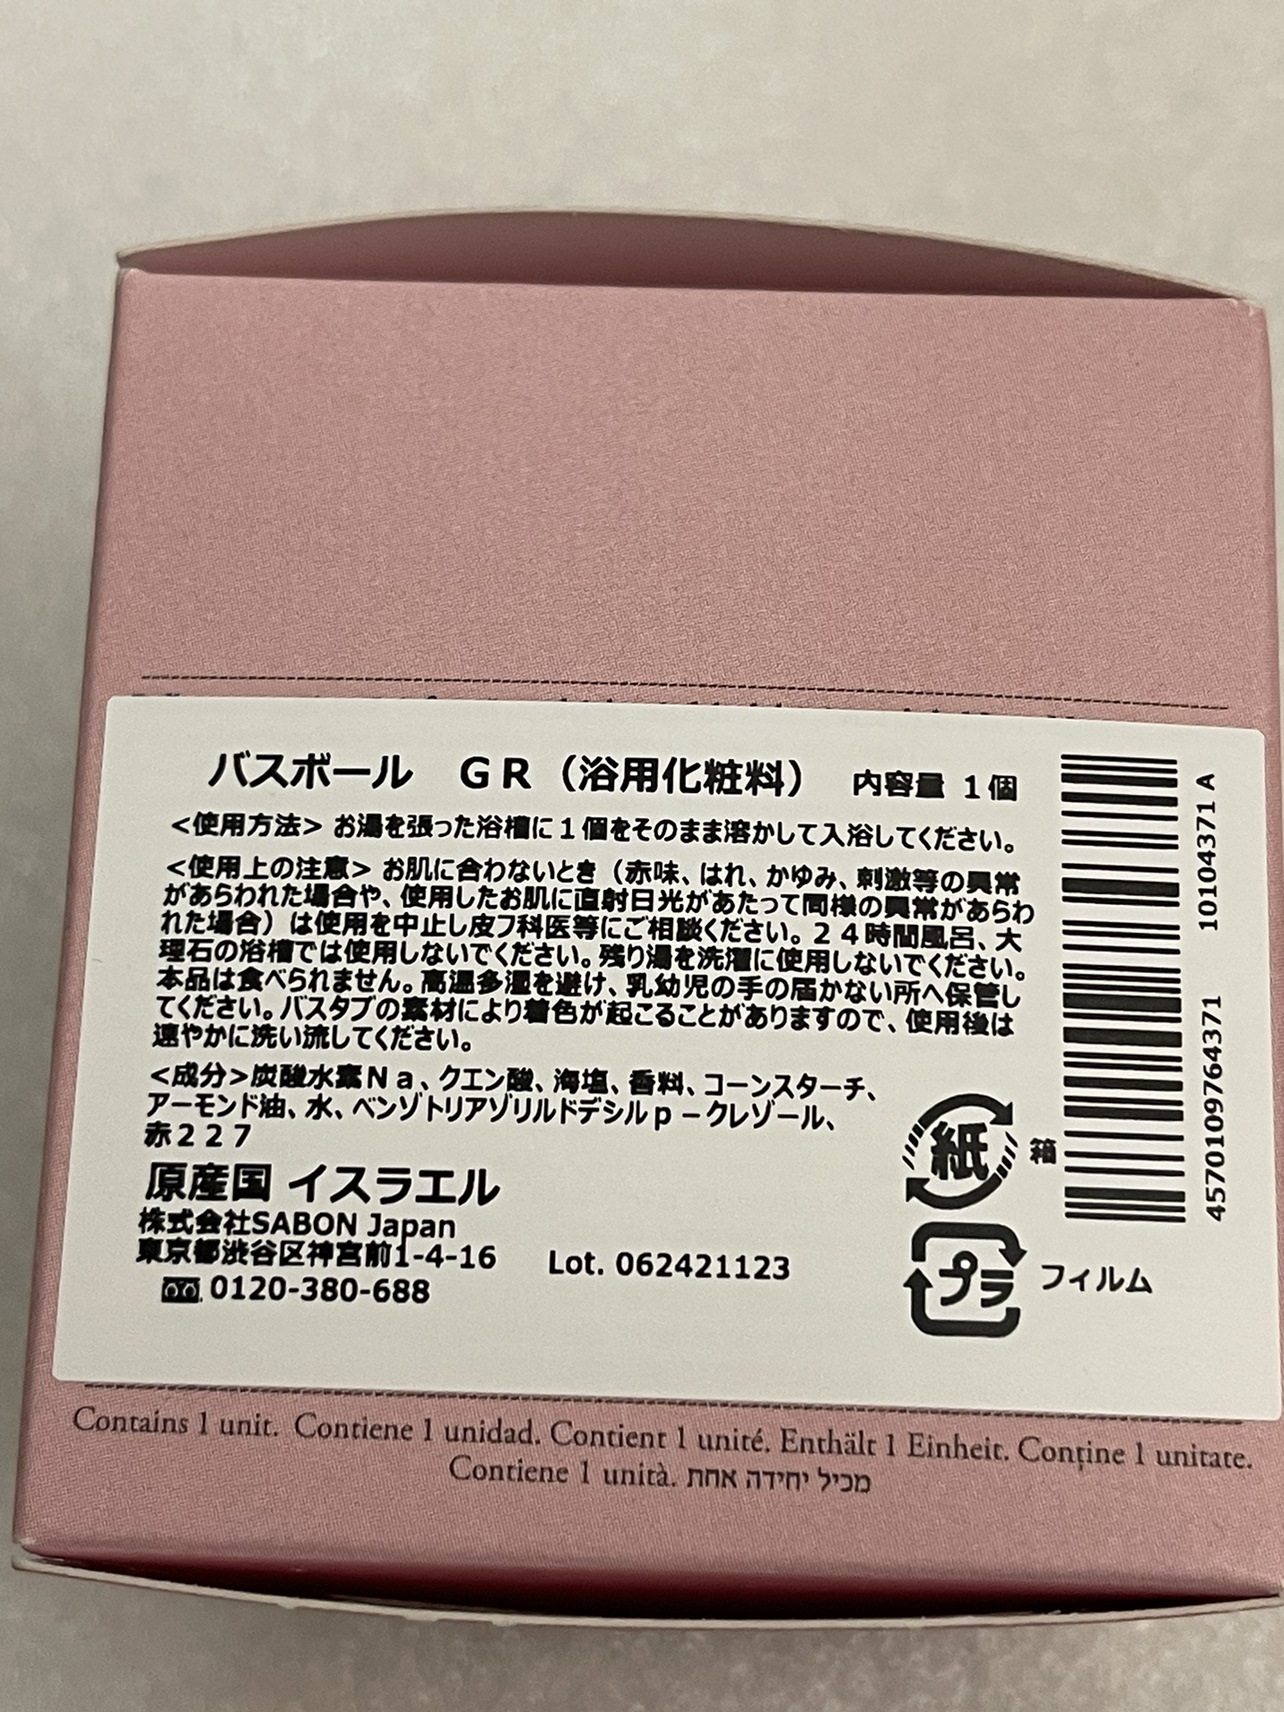 バスボール　ＧＲ（浴用化粧料）　内容量 １個
＜使用方法＞ お湯を張った浴槽に１個をそのまま溶かして入浴してください。
＜使用上の注意＞ お肌に合わないとき（赤味、はれ、かゆみ、刺激等の異常
があらわれた場合や、使用したお肌に直射日光があたって同様の異常があらわ
れた場合）は使用を中止し皮フ科医等にご相談ください。２４時間風呂、大
理石の浴槽では使用しないでください。残り湯を洗濯に使用しないでください。
本品は食べられません。高温多湿を避け、乳幼児の手の届かない所へ保管し
てください。バスタブの素材により着色が起こることがありますので、使用後は
速やかに洗い流してください。
＜成分＞炭酸水素Ｎａ、クエン酸、海塩、香料、コーンスターチ、
アーモンド油、水、ベンゾトリアゾリルドデシルｐ－クレゾール、
赤２２７
原産国 イスラエル
株式会社SABON Japan
東京都渋谷区神宮前1-4-16
0120-380-688
Lot. 062421123
紙 箱
プラ フィルム
4570109764371 10104371 A
Contains 1 unit. Contiene 1 unidad. Contient 1 unité. Enthält 1 Einheit. Conține 1 unitate.
Contiene 1 unità. מכיל יחידה אחת